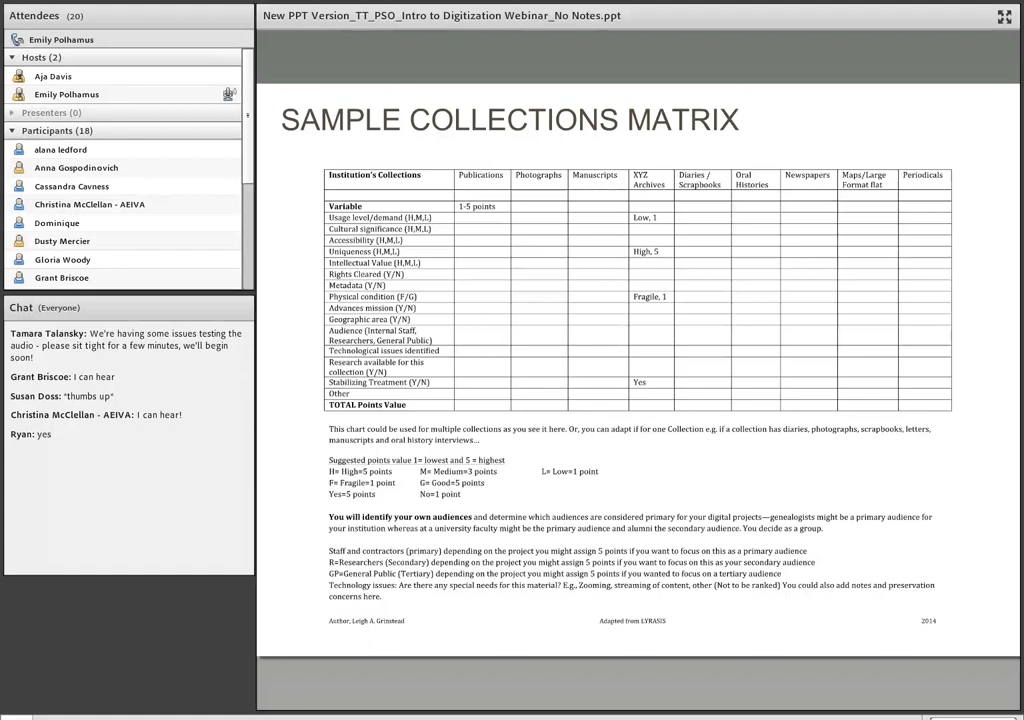 Attendees (20)
Emily Polhamus
Hosts (2)
Aja Davis
Emily Polhamus
Presenters (0)
Participants (18)
alana ledford
Anna Gospodinovich
Cassandra Cavness
Christina McClellan - AEIVA
Dominique
Dusty Mercier
Gloria Woody
Grant Briscoe
Chat (Everyone)
Tamara Talansky: We're having some issues testing the
audio - please sit tight for a few minutes, we'll begin
soon!
Grant Briscoe: I can hear
Susan Doss: *thumbs up*
Christina McClellan - AEIVA: I can hear!
Ryan: yes
New PPT Version_TT_PSO_Intro to Digitization Webinar_No Notes.ppt
SAMPLE COLLECTIONS MATRIX
Institution's Collections Publications Photographs Manuscripts XYZ Archives Diaries / Scrapbooks Oral Histories Newspapers Maps/Large Format flat Periodicals
Variable 1-5 points
Usage level/demand (H,M,L) Low, 1
Cultural significance (H,M,L)
Accessibility (H,M,L)
Uniqueness (H,M,L) High, 5
Intellectual Value (H,M,L)
Rights Cleared (Y/N)
Metadata (Y/N)
Physical condition (F/G) Fragile, 1
Advances mission (Y/N)
Geographic area (Y/N)
Audience (Internal Staff,
Researchers, General Public)
Technological issues identified
Research available for this
collection (Y/N)
Stabilizing Treatment (Y/N) Yes
Other
TOTAL Points Value
This chart could be used for multiple collections as you see it here. Or, you can adapt if for one Collection e.g. if a collection has diaries, photographs, scrapbooks, letters,
manuscripts and oral history interviews…
Suggested points value 1= lowest and 5 = highest
H= High=5 points M= Medium=3 points L= Low=1 point
F= Fragile=1 point G= Good=5 points
Yes=5 points No=1 point
You will identify your own audiences and determine which audiences are considered primary for your digital projects—genealogists might be a primary audience for
your institution whereas at a university faculty might be the primary audience and alumni the secondary audience. You decide as a group.
Staff and contractors (primary) depending on the project you might assign 5 points if you want to focus on this as a primary audience
R=Researchers (Secondary) depending on the project you might assign 5 points if you want to focus on this as your secondary audience
GP=General Public (Tertiary) depending on the project you might assign 5 points if you wanted to focus on a tertiary audience
Technology issues: Are there any special needs for this material? E.g., Zooming, streaming of content, other (Not to be ranked) You could also add notes and preservation
concerns here.
Author, Leigh A. Grinstead Adapted from LYRASIS 2014